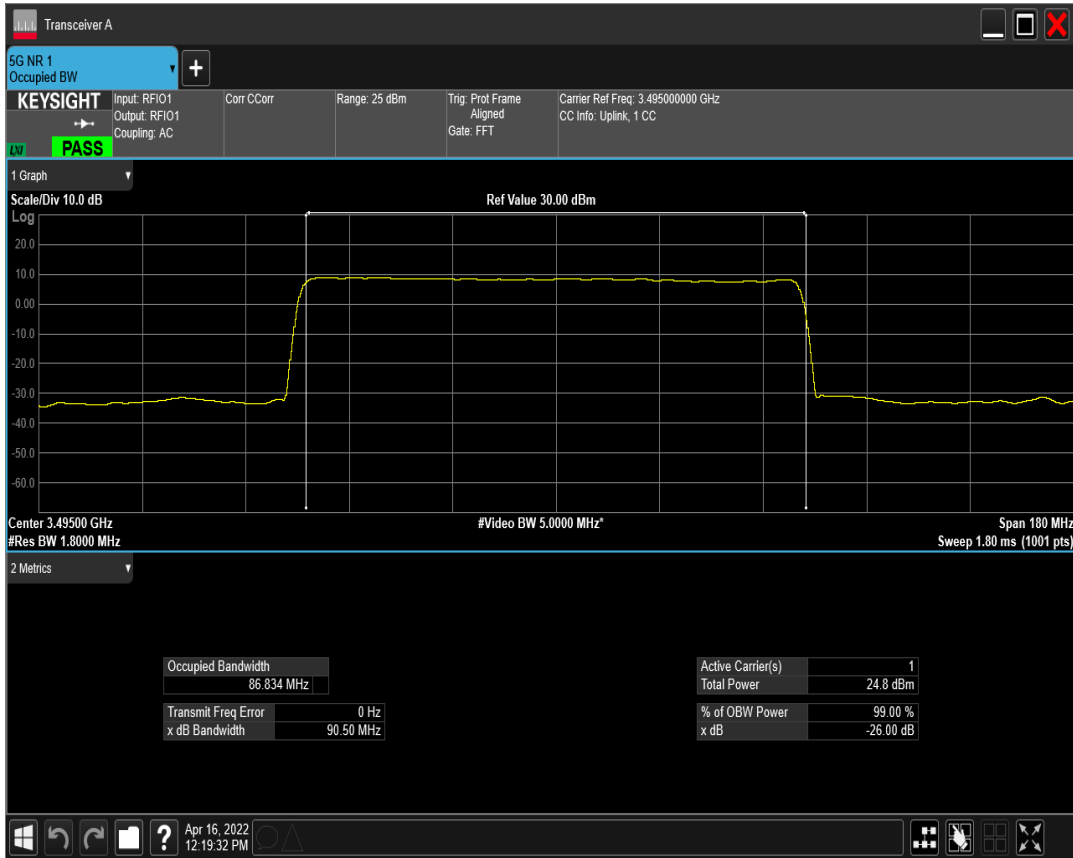 Transceiver A
5G NR 1
Occupied BW
KEYSIGHT
LXI
PASS
Input: RFIO1
Output: RFIO1
Coupling: AC
Corr CCorr
Range: 25 dBm
Trig: Prot Frame
Aligned
Gate: FFT
Carrier Ref Freq: 3.495000000 GHz
CC Info: Uplink, 1 CC
1 Graph
Scale/Div 10.0 dB
Ref Value 30.00 dBm
Log
20.0
10.0
0.00
-10.0
-20.0
-30.0
-40.0
-50.0
-60.0
Center 3.49500 GHz
#Video BW 5.0000 MHz*
Span 180 MHz
#Res BW 1.8000 MHz
Sweep 1.80 ms (1001 pts)
2 Metrics
Occupied Bandwidth
86.834 MHz
Transmit Freq Error 0 Hz
x dB Bandwidth 90.50 MHz
Active Carrier(s) 1
Total Power 24.8 dBm
% of OBW Power 99.00 %
x dB -26.00 dB
?
Apr 16, 2022
12:19:32 PM